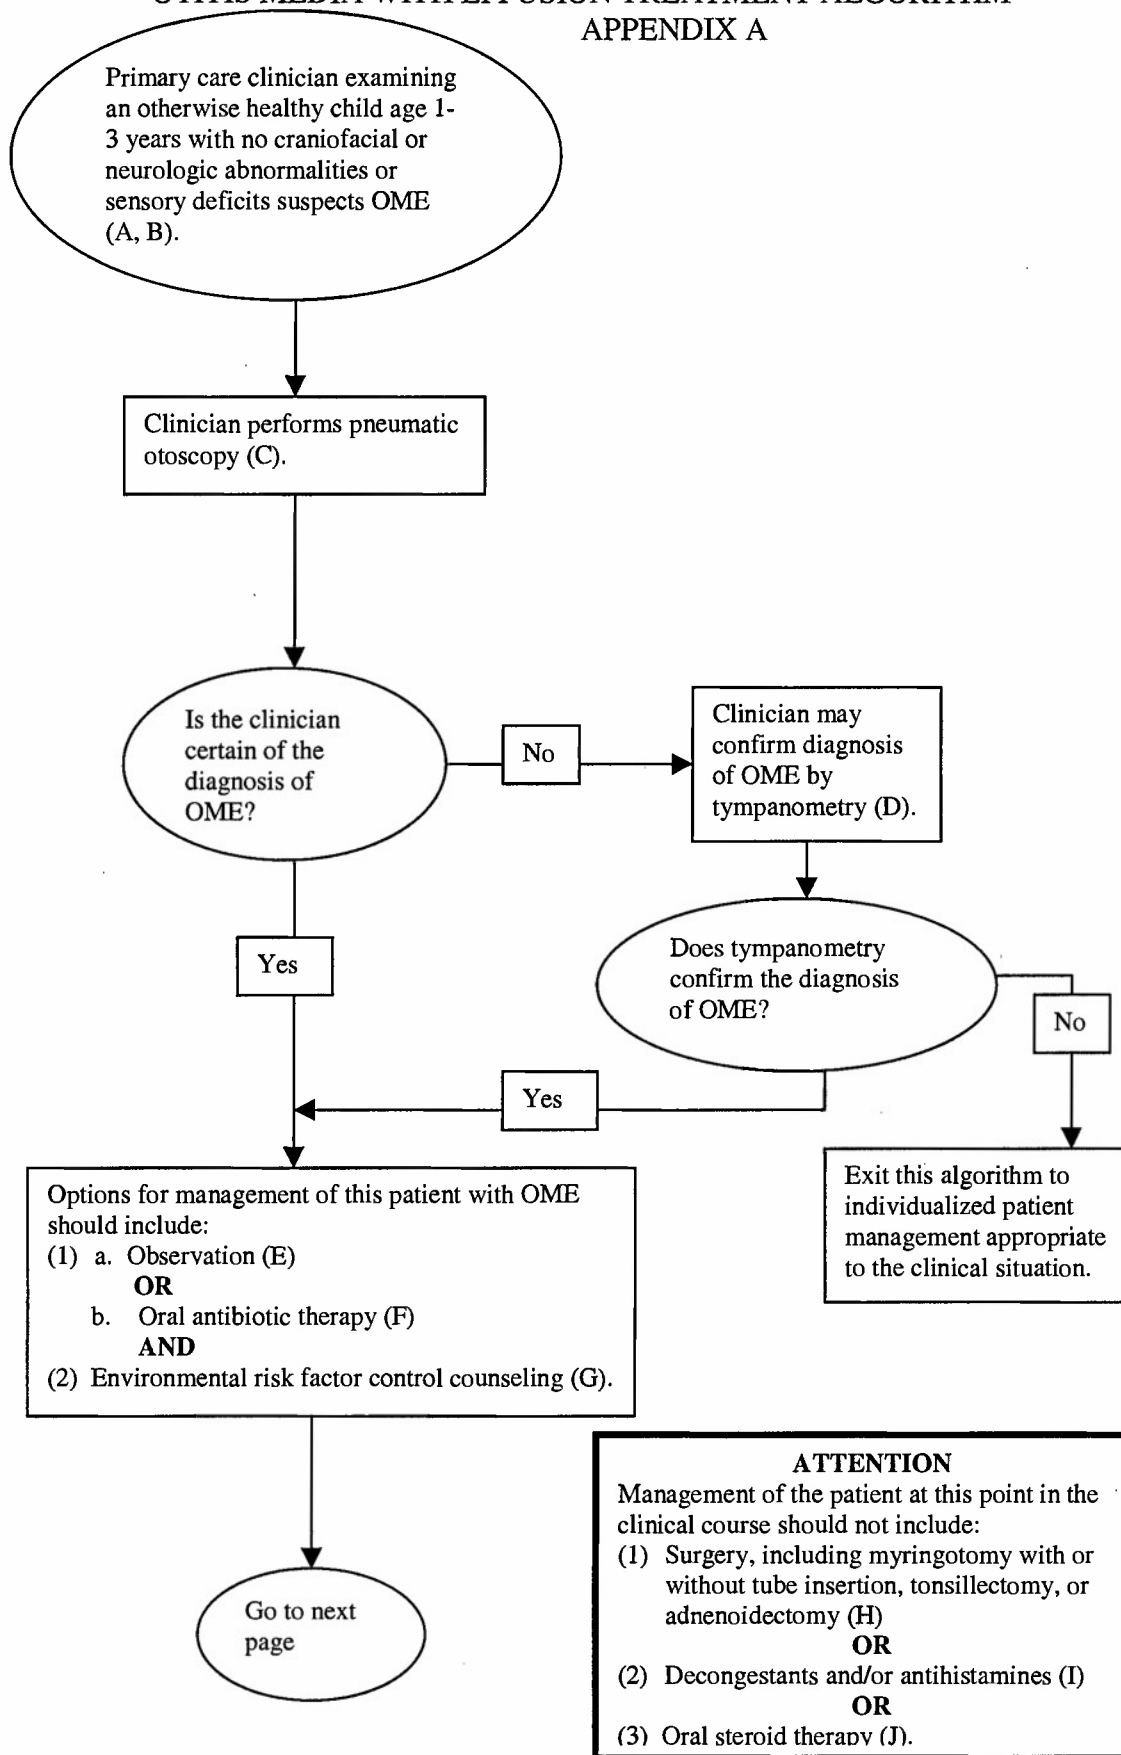 OTITIS MEDIA WITH EFFUSION TREATMENT ALGORITHM
APPENDIX A
Primary care clinician examining
an otherwise healthy child age 1-
3 years with no craniofacial or
neurologic abnormalities or
sensory deficits suspects OME
(A, B).
Clinician performs pneumatic
otoscopy (C).
Is the clinician
certain of the
diagnosis of
OME?
No
Clinician may
confirm diagnosis
of OME by
tympanometry (D).
Yes
Does tympanometry
confirm the diagnosis
of OME?
No
Yes
Exit this algorithm to
individualized patient
management appropriate
to the clinical situation.
Options for management of this patient with OME
should include:
(1) a. Observation (E)
OR
b. Oral antibiotic therapy (F)
AND
(2) Environmental risk factor control counseling (G).
Go to next
page
ATTENTION
Management of the patient at this point in the
clinical course should not include:
(1) Surgery, including myringotomy with or
without tube insertion, tonsillectomy, or
adnenoidectomy (H)
OR
(2) Decongestants and/or antihistamines (I)
OR
(3) Oral steroid therapy (J).